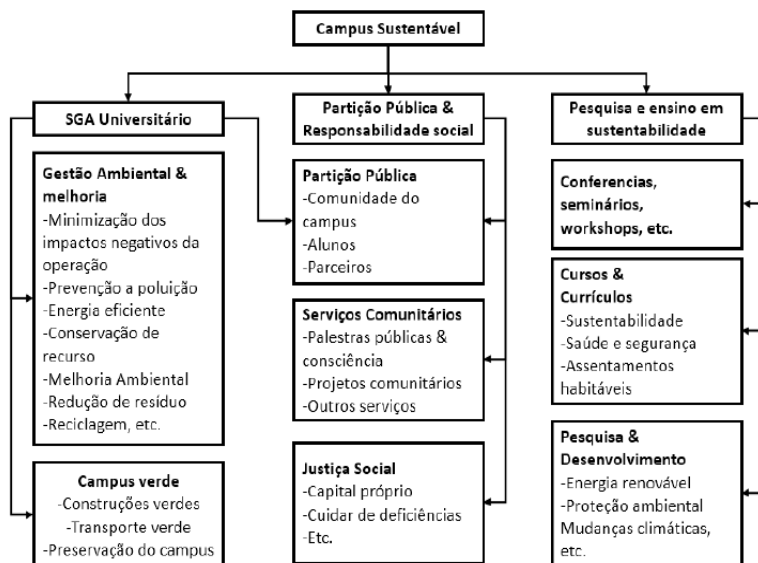 Campus Sustentável
SGA Universitário
Partição Pública &
Responsabilidade social
Pesquisa e ensino em
sustentabilidade
Gestão Ambiental &
melhoria
-Minimização dos
impactos negativos da
operação
-Prevenção a poluição
-Energia eficiente
-Conservação de
recurso
-Melhoria Ambiental
-Redução de resíduo
-Reciclagem, etc.
Campus verde
-Construções verdes
-Transporte verde
-Preservação do campus
Partição Pública
-Comunidade do
campus
-Alunos
-Parceiros
Serviços Comunitários
-Palestras públicas &
consciência
-Projetos comunitários
-Outros serviços
Justiça Social
-Capital próprio
-Cuidar de deficiências
-Etc.
Conferencias,
seminários,
workshops, etc.
Cursos &
Currículos
-Sustentabilidade
-Saúde e segurança
-Assentamentos
habitáveis
Pesquisa &
Desenvolvimento
-Energia renovável
-Proteção ambiental
Mudanças climáticas,
etc.